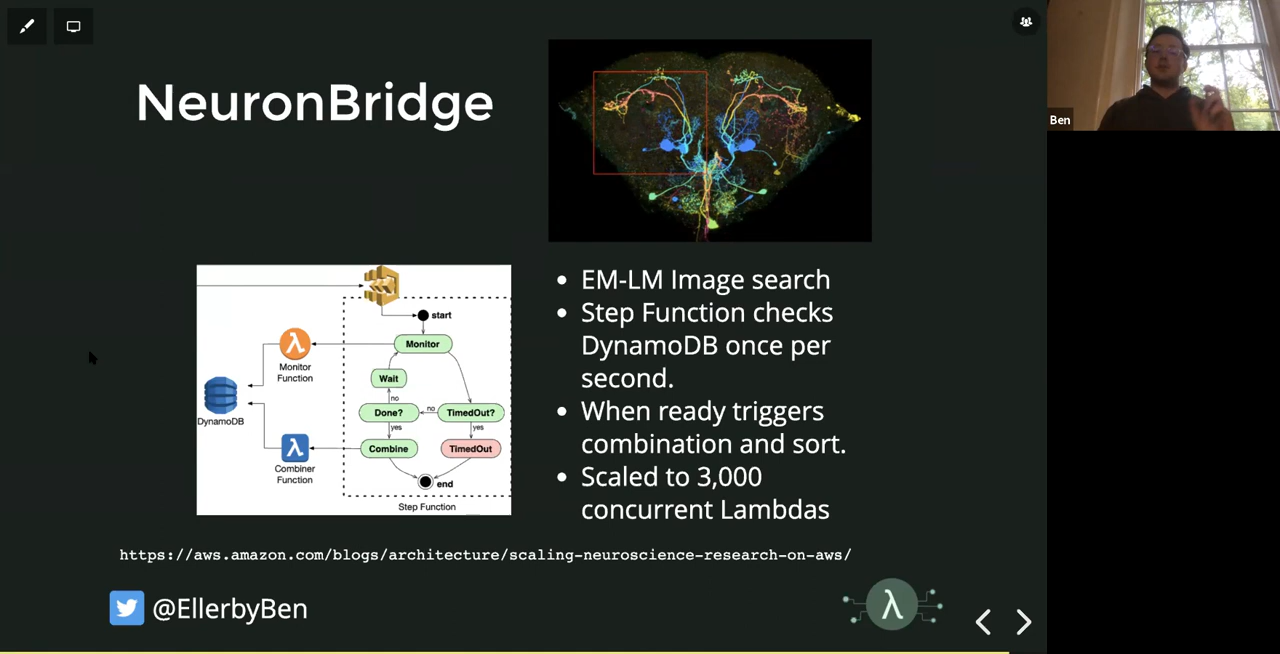 NeuronBridge
Ben
start
Monitor
Monitor
Function
Wait
no
DynamoDB
Done?
no
TimedOut?
yes
yes
Combine
TimedOut
Combiner
Function
end
Step Function
• EM-LM Image search
• Step Function checks
DynamoDB once per
second.
• When ready triggers
combination and sort.
• Scaled to 3,000
concurrent Lambdas
https://aws.amazon.com/blogs/architecture/scaling-neuroscience-research-on-aws/
@EllerbyBen
λ
λ
λ